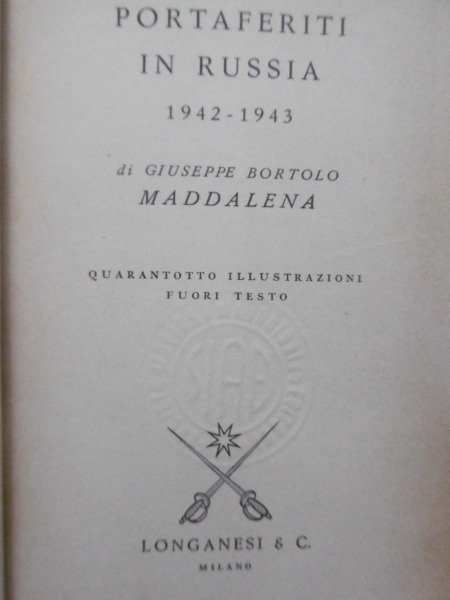 PORTAFERITI
IN RUSSIA
1942-1943
di GIUSEPPE BORTOLO
MADDALENA
QUARANTOTTO ILLUSTRAZIONI
FUORI TESTO
LONGANESI & C.
MILANO